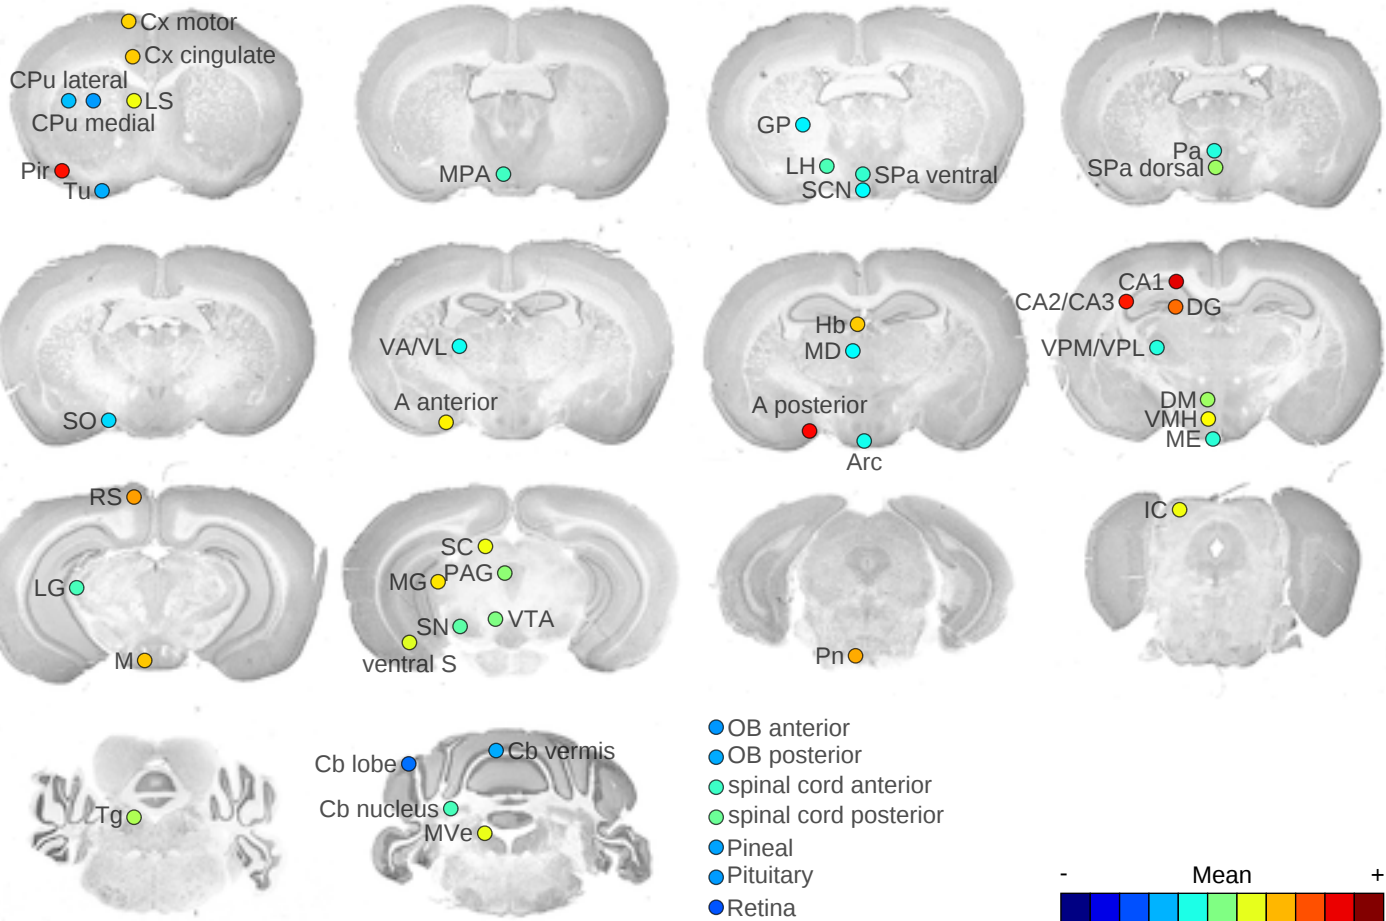 Cx motor
Cx cingulate
CPu lateral
LS
CPu medial
Pir
Tu
MPA
GP
LH
SPa ventral
SCN
Pa
SPa dorsal
SO
VA/VL
A anterior
Hb
MD
A posterior
Arc
CA1
CA2/CA3
DG
VPM/VPL
DM
VMH
ME
RS
LG
M
SC
MG
PAG
SN
VTA
ventral S
Pn
IC
Tg
Cb lobe
Cb vermis
Cb nucleus
MVe
OB anterior
OB posterior
spinal cord anterior
spinal cord posterior
Pineal
Pituitary
Retina
- Mean +